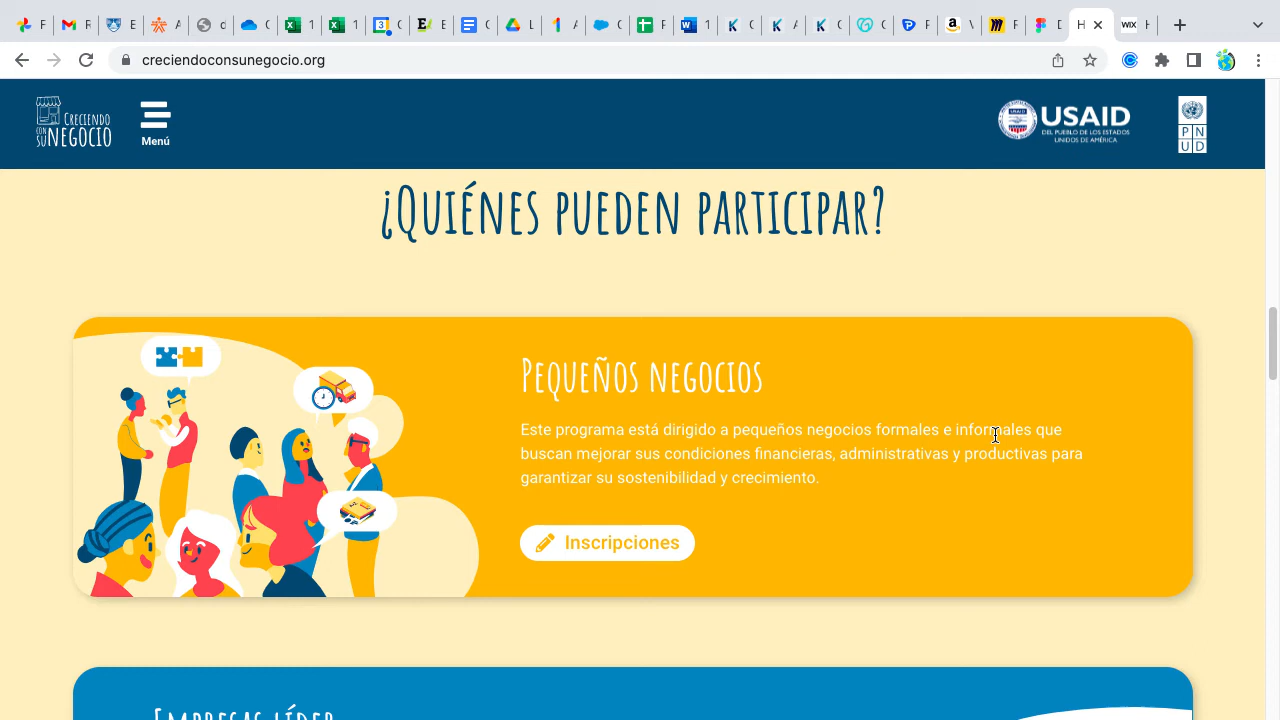 creciendoconsunegocio.org
CRECIENDO
CON
SU NEGOCIO
Menú
USAID
DEL PUEBLO DE LOS ESTADOS
UNIDOS DE AMÉRICA
P N
U D
¿QUIÉNES PUEDEN PARTICIPAR?
PEQUEÑOS NEGOCIOS
Este programa está dirigido a pequeños negocios formales e informales que
buscan mejorar sus condiciones financieras, administrativas y productivas para
garantizar su sostenibilidad y crecimiento.
Inscripciones
EMPRESAS LÍDER